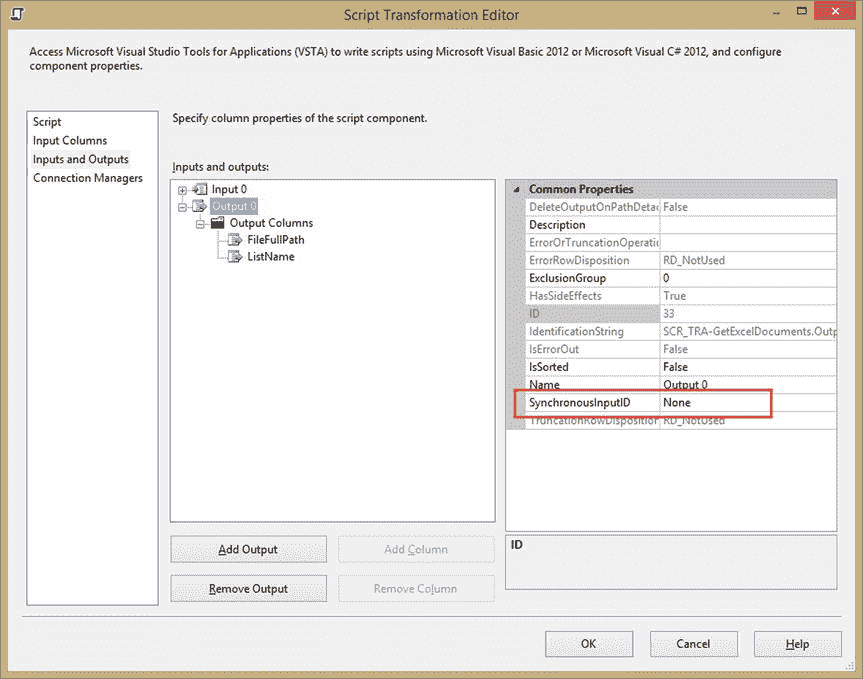 Script Transformation Editor
Access Microsoft Visual Studio Tools for Applications (VSTA) to write scripts using Microsoft Visual Basic 2012 or Microsoft Visual C# 2012, and configure
component properties.
Script
Input Columns
Inputs and Outputs
Connection Managers
Specify column properties of the script component.
Inputs and outputs:
Input 0
Output 0
Output Columns
FileFullPath
ListName
Common Properties
DeleteOutputOnPathDetac False
Description
ErrorOrTruncationOperatic
ErrorRowDisposition RD_NotUsed
ExclusionGroup 0
HasSideEffects True
ID 33
IdentificationString SCR_TRA-GetExcelDocuments.Outp
IsErrorOut False
IsSorted False
Name Output 0
SynchronousInputID None
TruncationRowDisposition RD_NotUsed
ID
Add Output
Add Column
Remove Output
Remove Column
OK
Cancel
Help